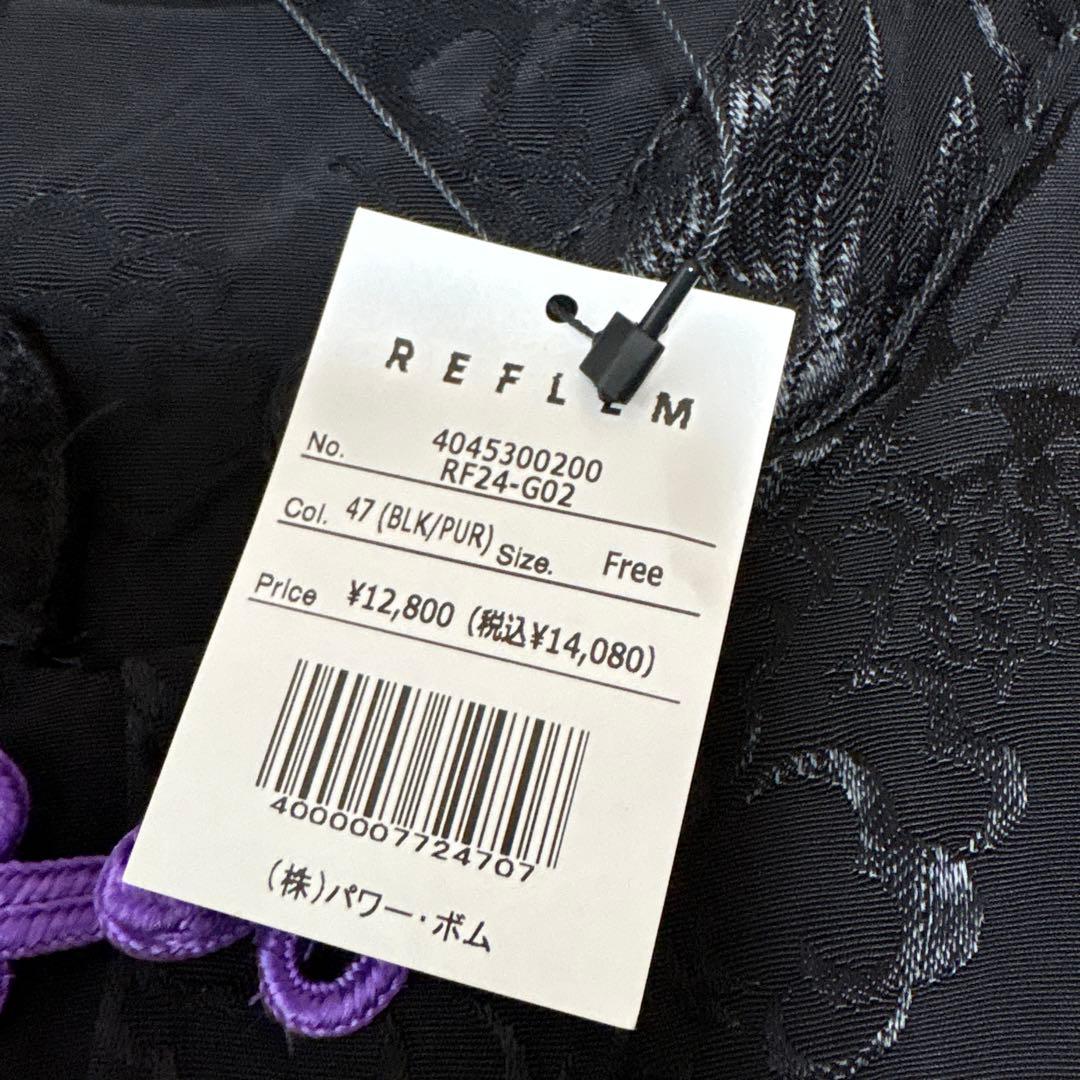 REFLEM
No. 4045300200
RF24-G02
Col. 47 (BLK/PUR) Size. Free
Price ¥12,800 (税込¥14,080)
4000007724707
(株)パワー・ボム